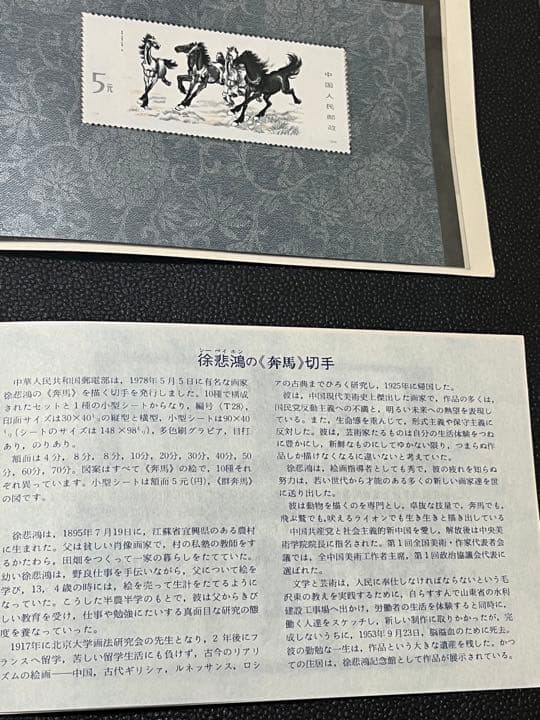 5元
中国人民邮政
シー ペイ ホン
徐悲鴻の《奔馬》切手
中華人民共和国郵電部は,1978年5月5日に有名な画家
徐悲鴻の《奔馬》を描く切手を発行しました。10種で構成
されたセットと1種の小型シートからなり,編号〈T28〉,
印面サイズは30×40の縦型と横型,小型シートは90×40
(シートのサイズは148×98),多色刷グラビア,目打
あり,のりあり。
額面は4分,8分,8分,10分,20分,30分,40分,50
分,60分,70分。図案はすべて《奔馬》の絵で,10種それ
ぞれ異っています。小型シートは額面5元(円),《群奔馬》
の図です。
徐悲鴻は,1895年7月19日に,江蘇省宜興県のある農村
に生まれた。父は貧しい肖像画家で,村の私塾の教師をす
るかたわら,田畑をつくって一家の暮らしをたてていた。
幼い徐悲鴻は,野良仕事を手伝いながら,父について絵を
学び,13,4歳の時には,絵を売って生計をたてるように
なっていた。こうした半農半学のもとで,彼は父からきび
しい教育を受け,仕事や勉強にたいする真面目な研究の態
度を養なっていった。
1917年に北京大学画法研究会の先生となり,2年後にフ
ランスへ留学,苦しい留学生活にも負けず,古今のリアリ
ズムの絵画——中国,古代ギリシァ,ルネッサンス,ロシ
アの古典までひろく研究し,1925年に帰国した。
彼は,中国現代美術史上傑出した画家で,作品の多くは,
国民党反動主義への不満と,明るい未来への熱望を表現し
ている。また,生命感を重んじて,形式主義や保守主義に
反対した。彼は,芸術家たるものは自分の生活体験をつね
に豊かにし,新鮮なものにしてゆかない限り,つまらぬ作
品しか描けなくなるに違いないと考えていた。
徐悲鴻は,絵画指導者としても秀で,彼の疲れを知らぬ
努力は,若い世代から才能のある多くの新しい画家達を世
に送り出した。
彼は動物を描くのを専門とし,卓抜な技量で,奔馬でも,
飛ぶ鷲でも,吠えるライオンでも生き生きと描き出している
中国共産党と社会主義的新中国を愛し,解放後は中央美
術学院院長に指名された。第1回全国美術・作家代表者会
議では,全中国美術工作者主席,第1回政治協議会代表に
選ばれた。
文学と芸術は,人民に奉仕しなければならないという毛
沢東の教えを実践するために,自らすすんで山東省の水利
建設工事場へ出かけ,労働者の生活を体験すると同時に,
働く人達をスケッチし,新しい制作に取りかかったが,完
成しないうちに,1953年9月23日,脳溢血のために死去。
彼の勤勉な一生は,作品という大きな遺産を残した。かつ
ての住居は,徐悲鴻記念館として作品が展示されている。